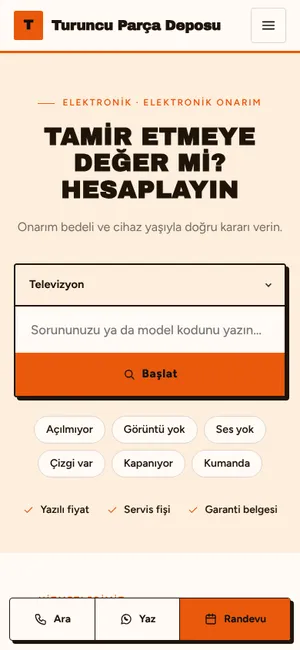 T Turuncu Parça Deposu
ELEKTRONİK · ELEKTRONİK ONARIM
TAMİR ETMEYE
DEĞER Mİ?
HESAPLAYIN
Onarım bedeli ve cihaz yaşıyla doğru kararı verin.
Televizyon
Sorununuzu ya da model kodunu yazın...
Başlat
Açılmıyor Görüntü yok Ses yok
Çizgi var Kapanıyor Kumanda
Yazılı fiyat Servis fişi Garanti belgesi
Ara Yaz Randevu